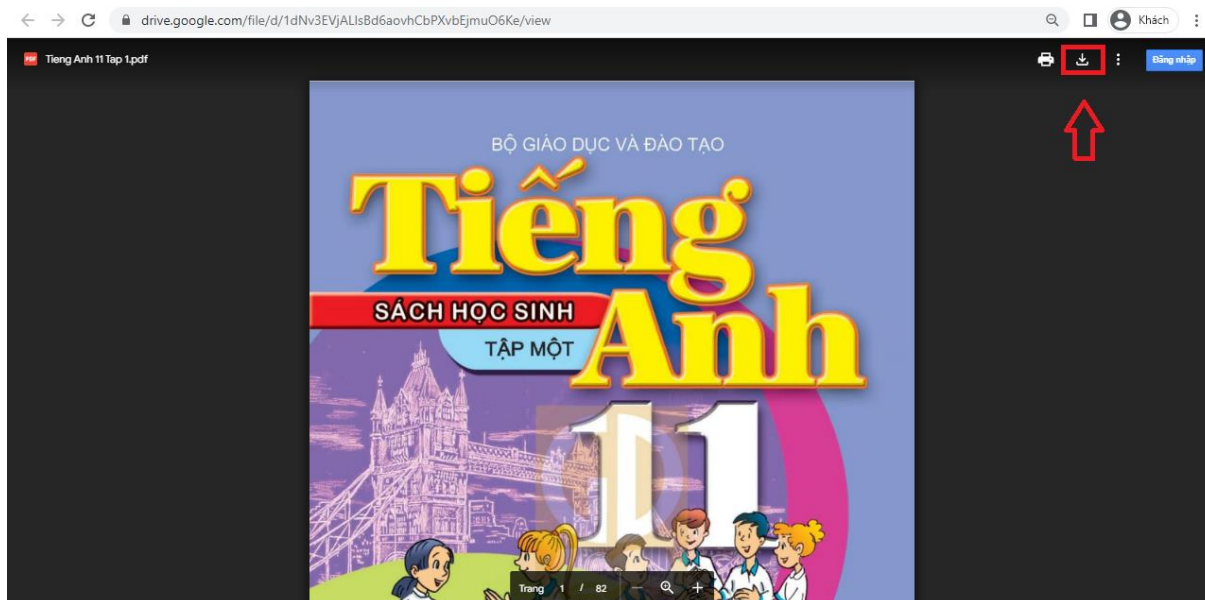 drive.google.com/file/d/1dNv3EVjALIsBd6aovhCbPXvbEjmuO6Ke/view
Khách
PDF
Tieng Anh 11 Tap 1.pdf
Đăng nhập
BỘ GIÁO DỤC VÀ ĐÀO TẠO
Tiếng
SÁCH HỌC SINH
Anh
TẬP MỘT
11
Trang 1 / 82